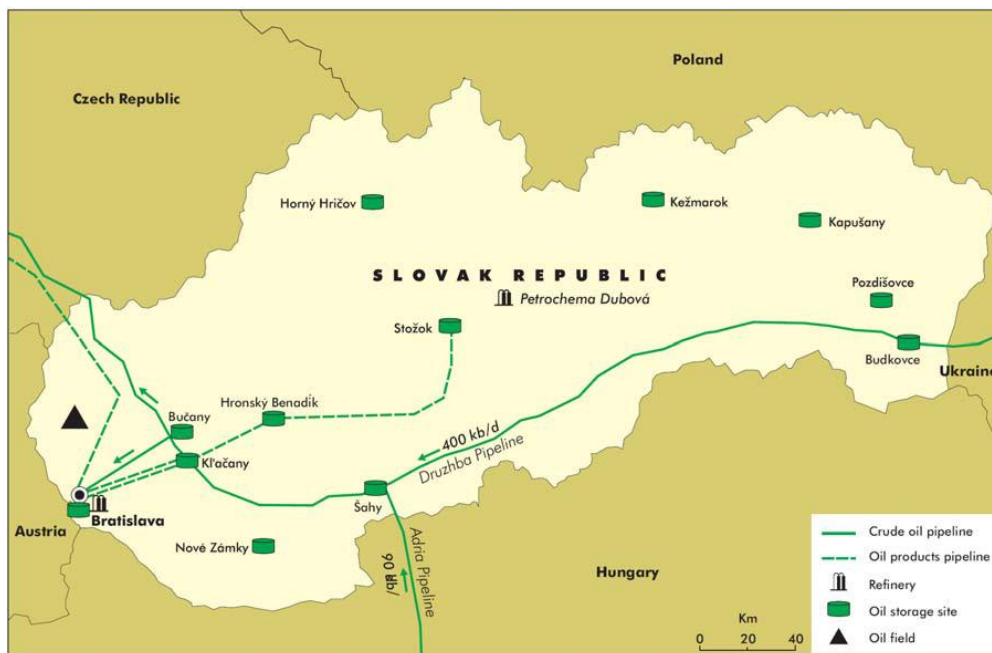 Poland
Czech Republic
Horný Hričov
Kežmarok
Kapušany
SLOVAK REPUBLIC
Petrochema Dubová
Pozdišovce
Stožok
Budkovce
Ukraine
Hronský Benadik
Bučany
400 kb/d
Druzhba Pipeline
Kľačany
Šahy
Bratislava
Austria
Nové Zámky
Adria Pipeline
90 kb/
Hungary
Crude oil pipeline
Oil products pipeline
Refinery
Oil storage site
Oil field
Km
0 20 40